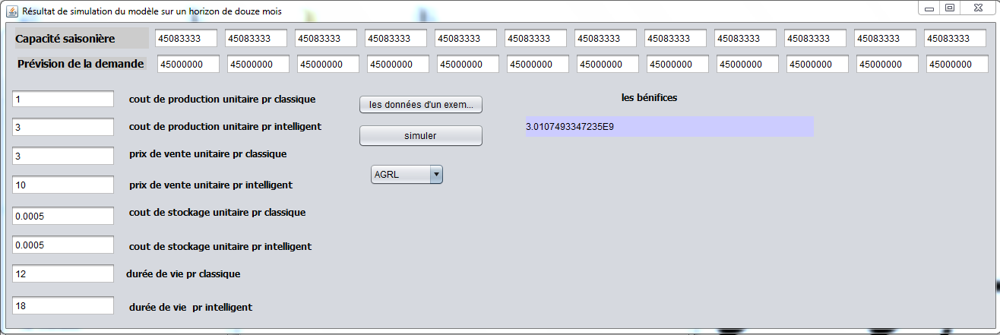 Résultat de simulation du modèle sur un horizon de douze mois
Capacité saisonière 45083333 45083333 45083333 45083333 45083333 45083333 45083333 45083333 45083333 45083333 45083333 45083333
Prévision de la demande 45000000 45000000 45000000 45000000 45000000 45000000 45000000 45000000 45000000 45000000 45000000 45000000
1 cout de production unitaire pr classique les données d'un exem... les bénifices
3 cout de production unitaire pr intelligent simuler 3.0107493347235E9
3 prix de vente unitaire pr classique
10 prix de vente unitaire pr intelligent AGRL
0.0005 cout de stockage unitaire pr classique
0.0005 cout de stockage unitaire pr intelligent
12 durée de vie pr classique
18 durée de vie pr intelligent